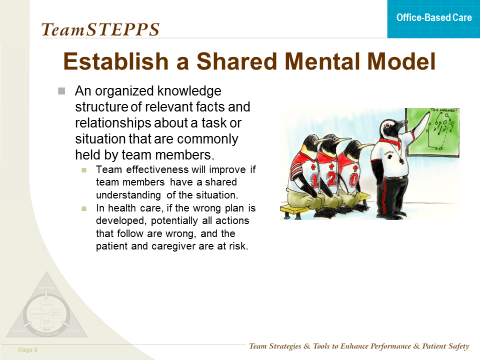 Office-Based Care
TeamSTEPPS
Establish a Shared Mental Model
An organized knowledge
structure of relevant facts and
relationships about a task or
situation that are commonly
held by team members.
Team effectiveness will improve if
team members have a shared
understanding of the situation.
In health care, if the wrong plan is
developed, potentially all actions
that follow are wrong, and the
patient and caregiver are at risk.
1 2 0
Team Strategies & Tools to Enhance Performance & Patient Safety